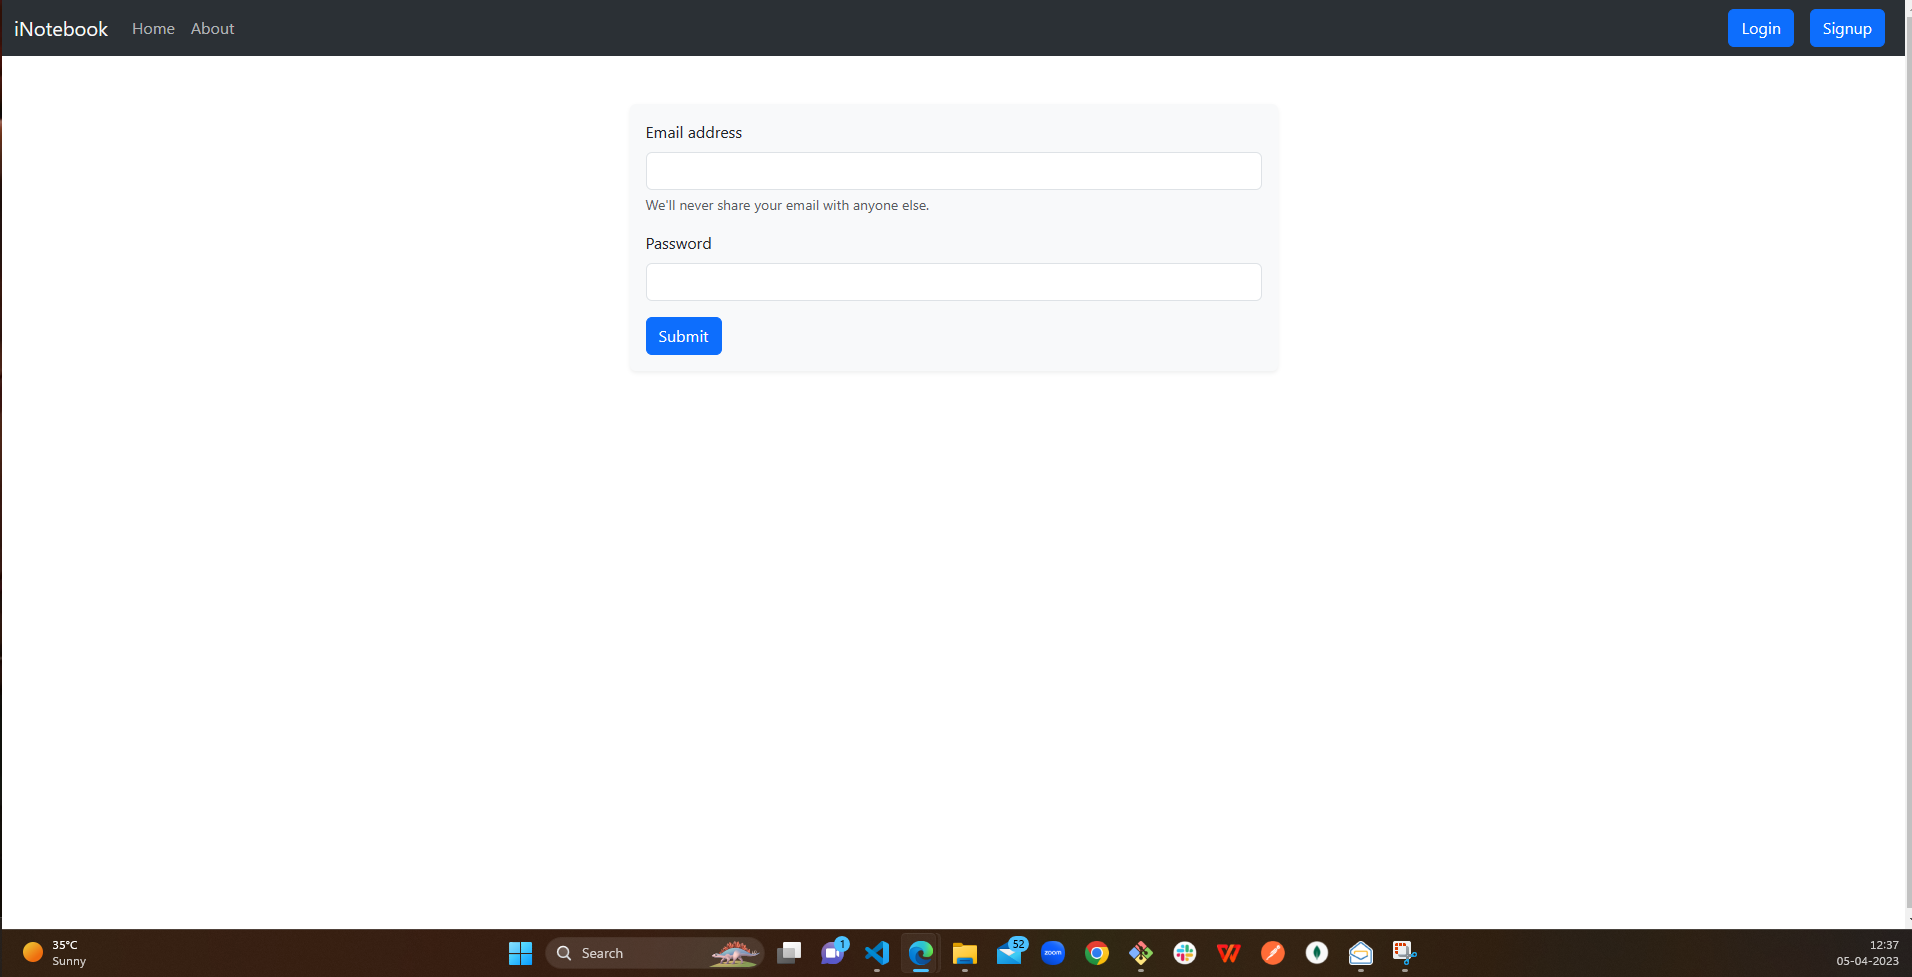 iNotebook Home About Login Signup
Email address
We'll never share your email with anyone else.
Password
Submit
35°C
Sunny
Search
1
52
zoom
12:37
05-04-2023